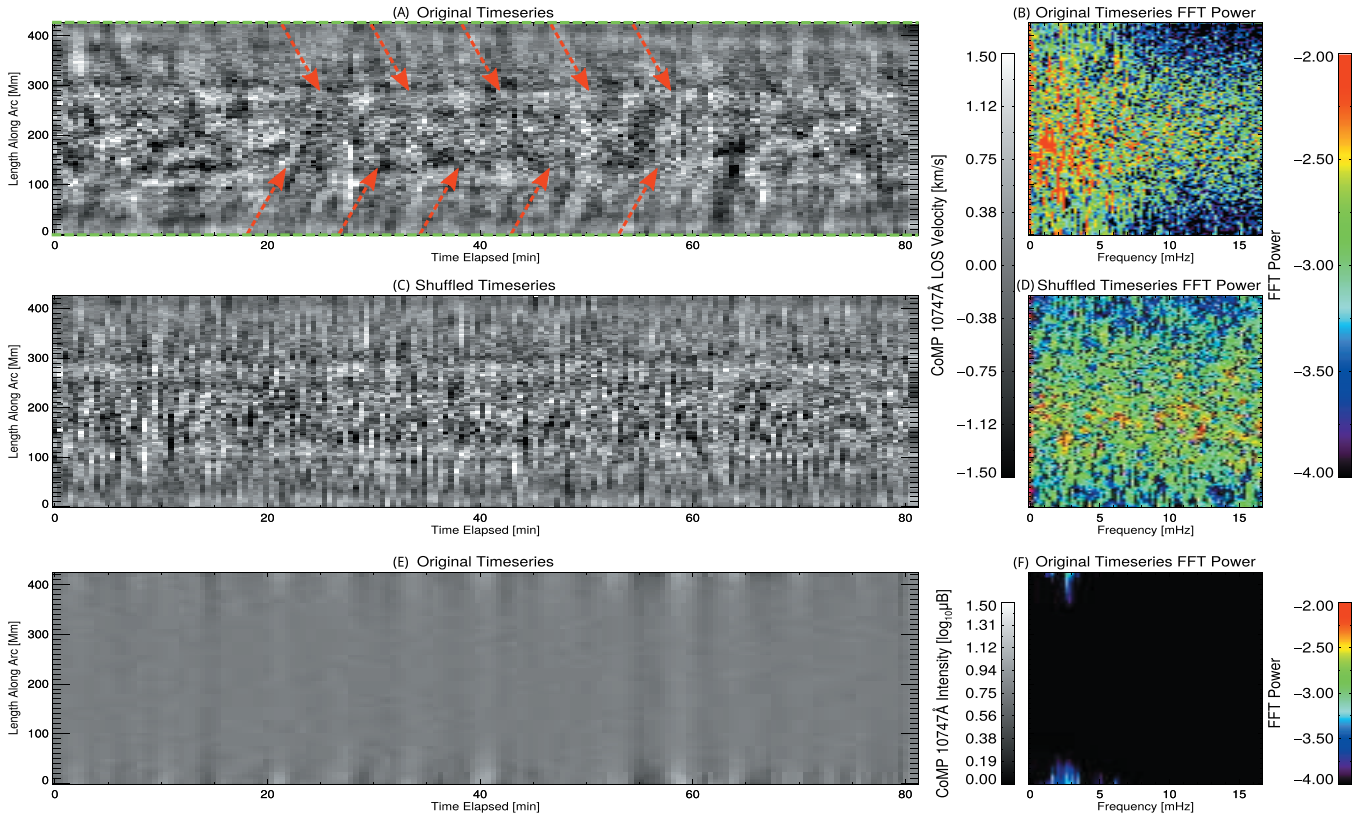 (A) Original Timeseries
(B) Original Timeseries FFT Power
400
300
200
100
0
Length Along Arc [Mm]
0 20 40 60 80
Time Elapsed [min]
1.50
1.12
0.75
0.38
0.00
−0.38
−0.75
−1.12
−1.50
CoMP 10747Å LOS Velocity [km/s]
0 5 10 15
Frequency [mHz]
−2.00
−2.50
−3.00
−3.50
−4.00
FFT Power
(C) Shuffled Timeseries
(D) Shuffled Timeseries FFT Power
400
300
200
100
0
Length Along Arc [Mm]
0 20 40 60 80
Time Elapsed [min]
0 5 10 15
Frequency [mHz]
(E) Original Timeseries
(F) Original Timeseries FFT Power
400
300
200
100
0
Length Along Arc [Mm]
0 20 40 60 80
Time Elapsed [min]
1.50
1.31
1.12
0.94
0.75
0.56
0.38
0.19
0.00
CoMP 10747Å Intensity [log₁₀μB]
0 5 10 15
Frequency [mHz]
−2.00
−2.50
−3.00
−3.50
−4.00
FFT Power